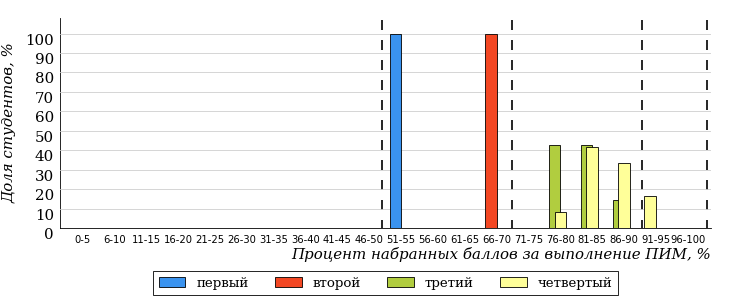 Доля студентов, %
100
90
80
70
60
50
40
30
20
10
0
0-5 6-10 11-15 16-20 21-25 26-30 31-35 36-40 41-45 46-50 51-55 56-60 61-65 66-70 71-75 76-80 81-85 86-90 91-95 96-100
Процент набранных баллов за выполнение ПИМ, %
первый второй третий четвертый